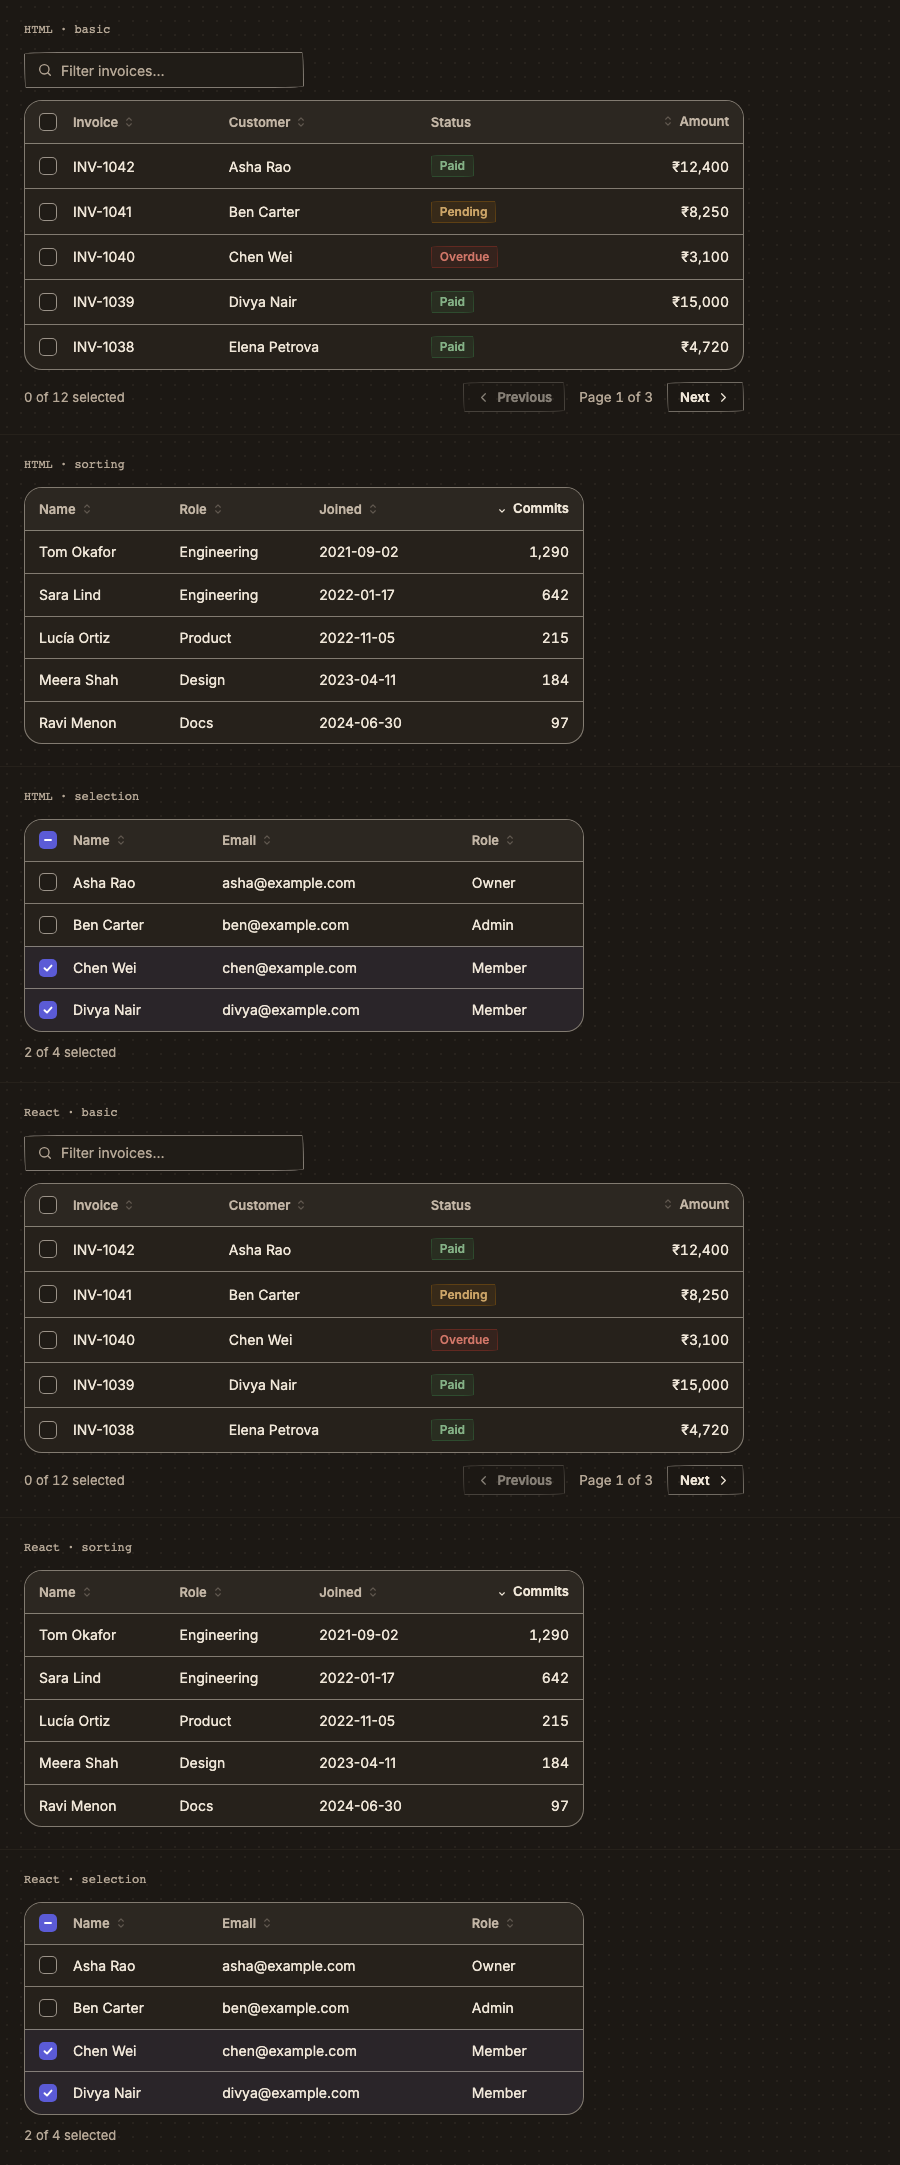 HTML · basic
Filter invoices...
Invoice Customer Status Amount
INV-1042 Asha Rao Paid ₹12,400
INV-1041 Ben Carter Pending ₹8,250
INV-1040 Chen Wei Overdue ₹3,100
INV-1039 Divya Nair Paid ₹15,000
INV-1038 Elena Petrova Paid ₹4,720
0 of 12 selected Previous Page 1 of 3 Next
HTML · sorting
Name Role Joined Commits
Tom Okafor Engineering 2021-09-02 1,290
Sara Lind Engineering 2022-01-17 642
Lucía Ortiz Product 2022-11-05 215
Meera Shah Design 2023-04-11 184
Ravi Menon Docs 2024-06-30 97
HTML · selection
Name Email Role
Asha Rao asha@example.com Owner
Ben Carter ben@example.com Admin
Chen Wei chen@example.com Member
Divya Nair divya@example.com Member
2 of 4 selected
React · basic
Filter invoices...
Invoice Customer Status Amount
INV-1042 Asha Rao Paid ₹12,400
INV-1041 Ben Carter Pending ₹8,250
INV-1040 Chen Wei Overdue ₹3,100
INV-1039 Divya Nair Paid ₹15,000
INV-1038 Elena Petrova Paid ₹4,720
0 of 12 selected Previous Page 1 of 3 Next
React · sorting
Name Role Joined Commits
Tom Okafor Engineering 2021-09-02 1,290
Sara Lind Engineering 2022-01-17 642
Lucía Ortiz Product 2022-11-05 215
Meera Shah Design 2023-04-11 184
Ravi Menon Docs 2024-06-30 97
React · selection
Name Email Role
Asha Rao asha@example.com Owner
Ben Carter ben@example.com Admin
Chen Wei chen@example.com Member
Divya Nair divya@example.com Member
2 of 4 selected